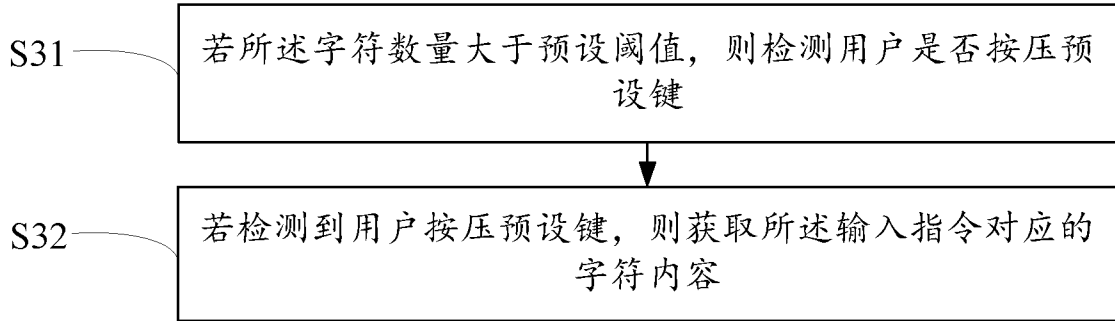 S31
若所述字符数量大于预设阈值，则检测用户是否按压预
设键
S32
若检测到用户按压预设键，则获取所述输入指令对应的
字符内容